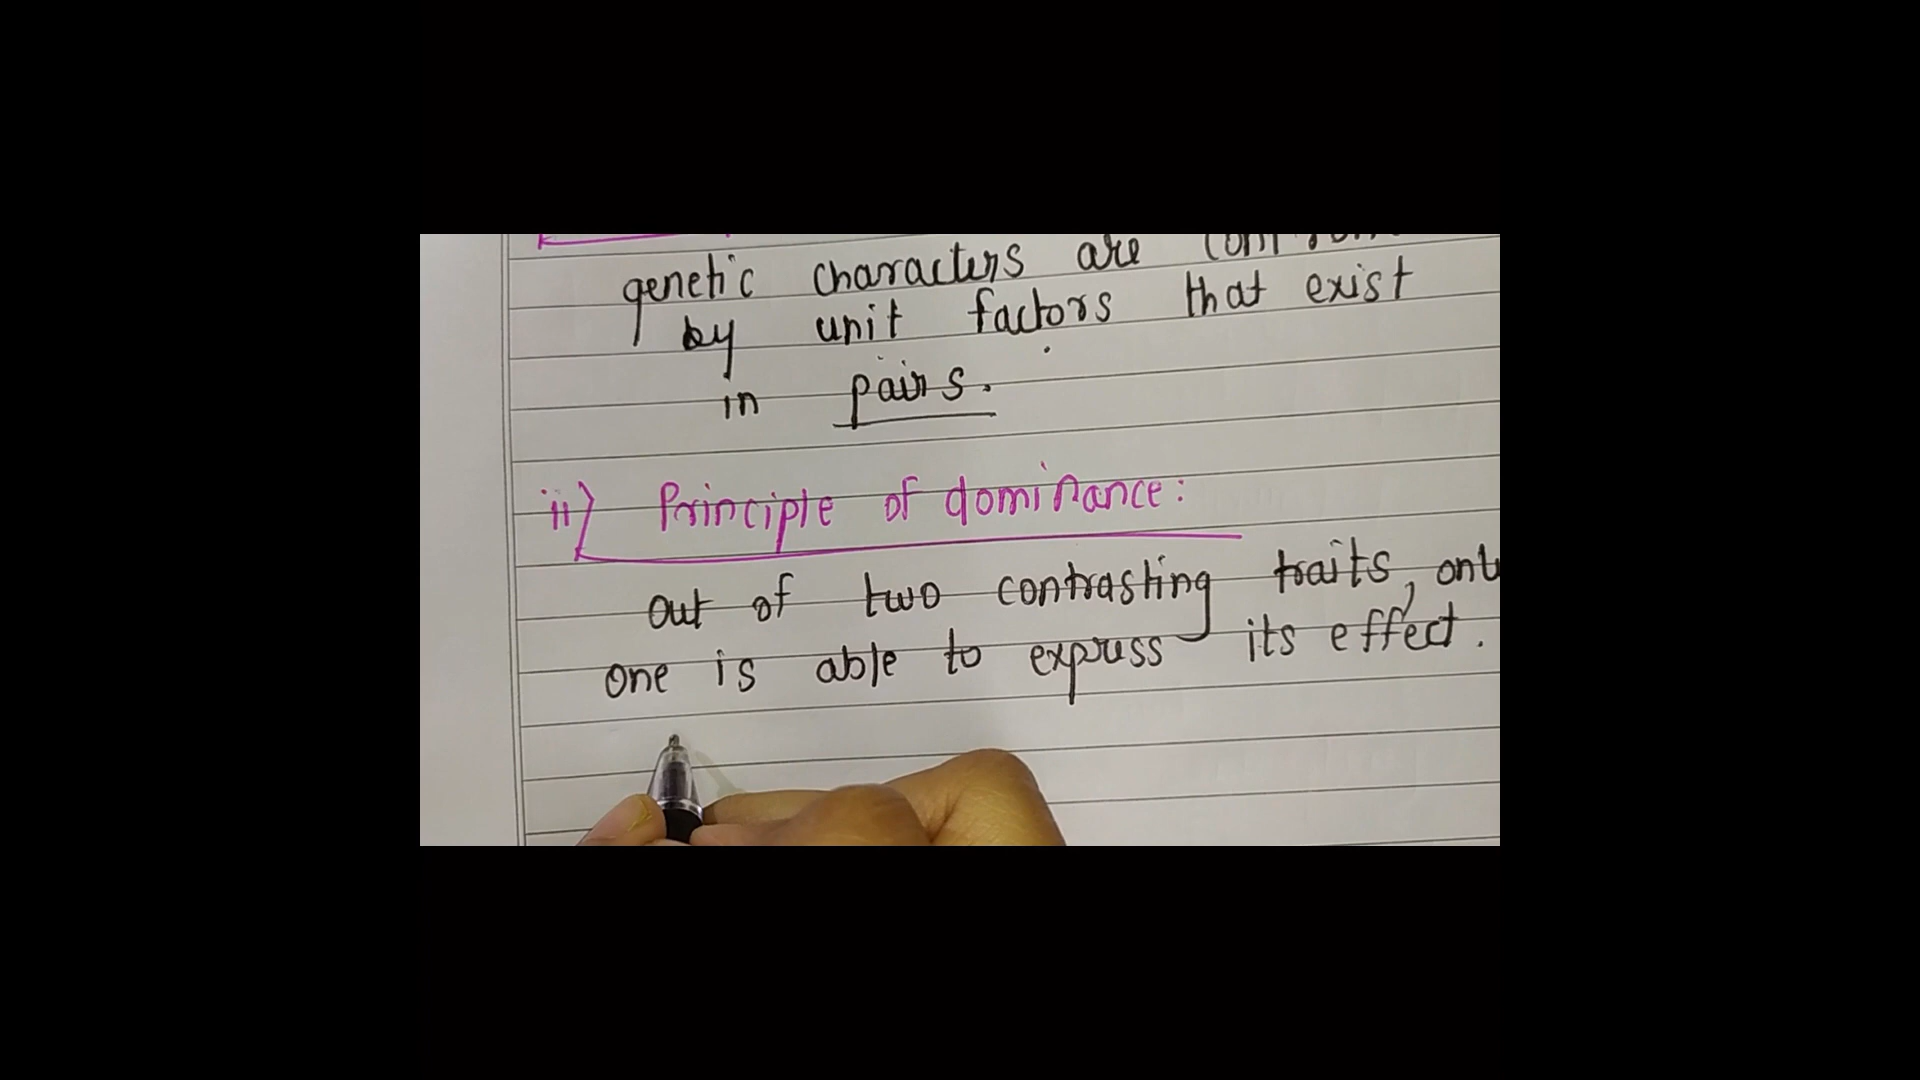 genetic characters are
by unit factors that exist
in pairs.
ii) Principle of dominance:
out of two contrasting traits,
one is able to express its effect.